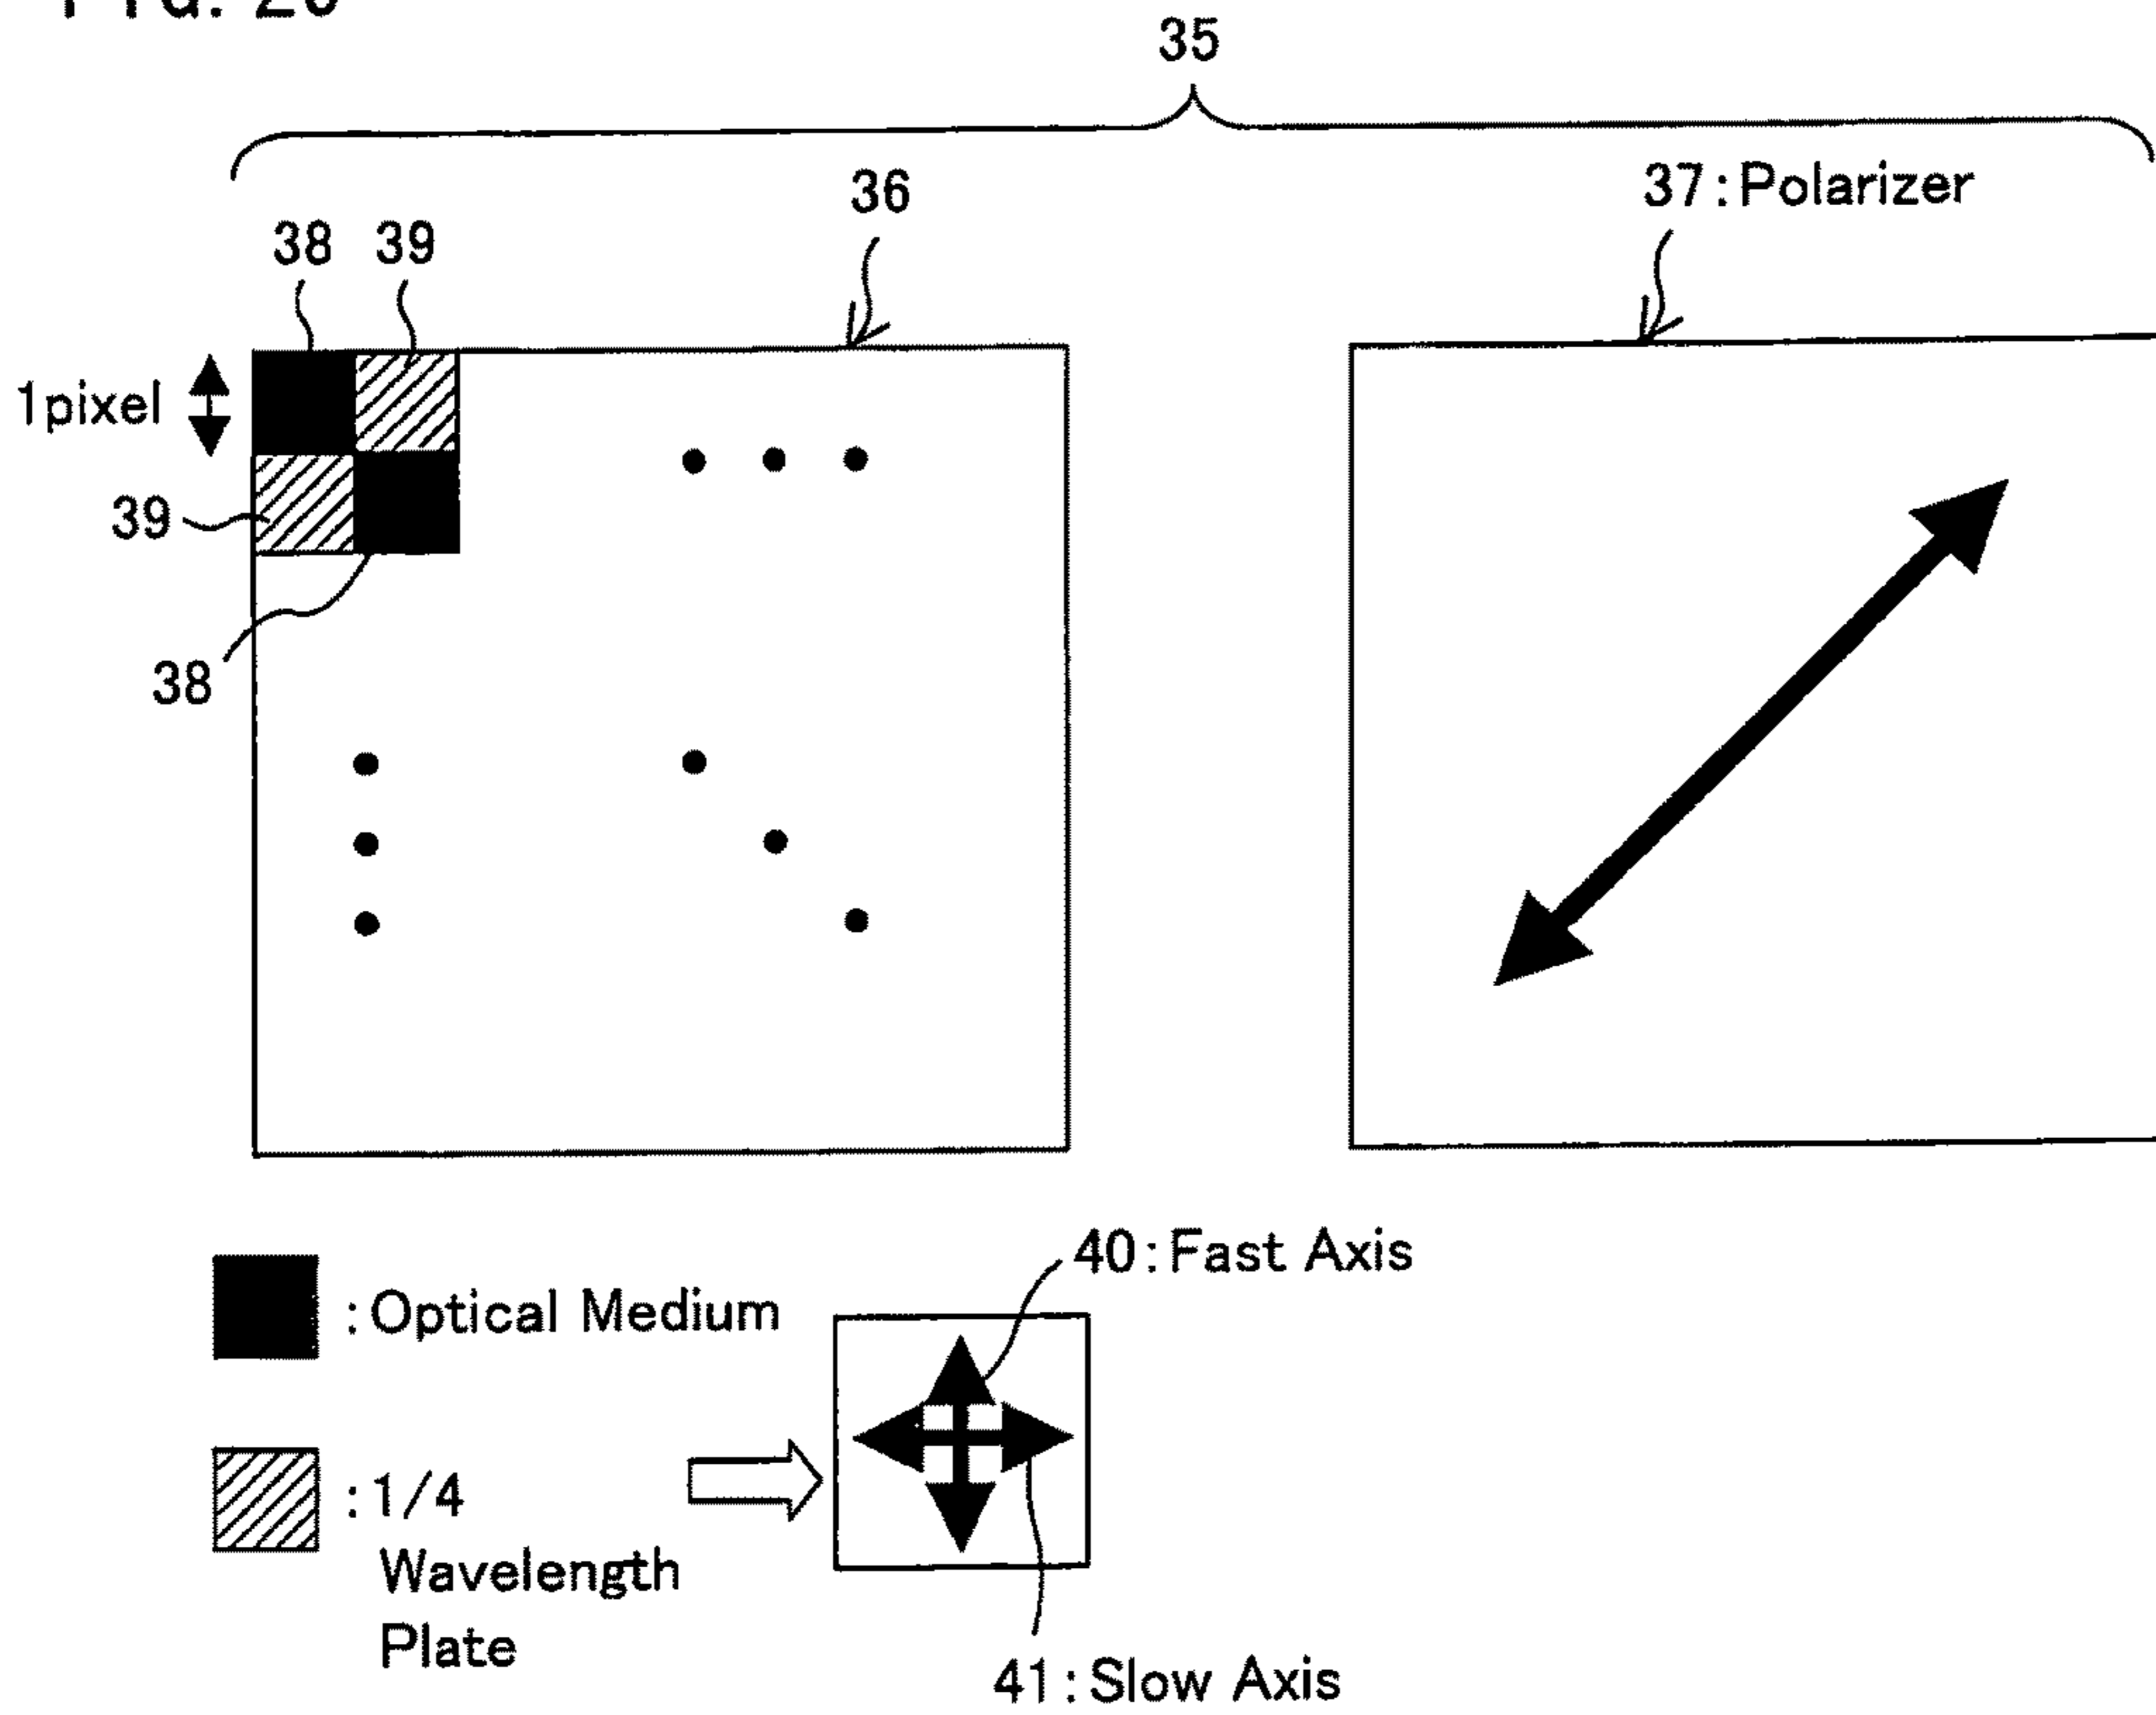 35
36
37:Polarizer
38 39
1pixel
39
38
40:Fast Axis
:Optical Medium
:1/4
Wavelength
Plate
41:Slow Axis